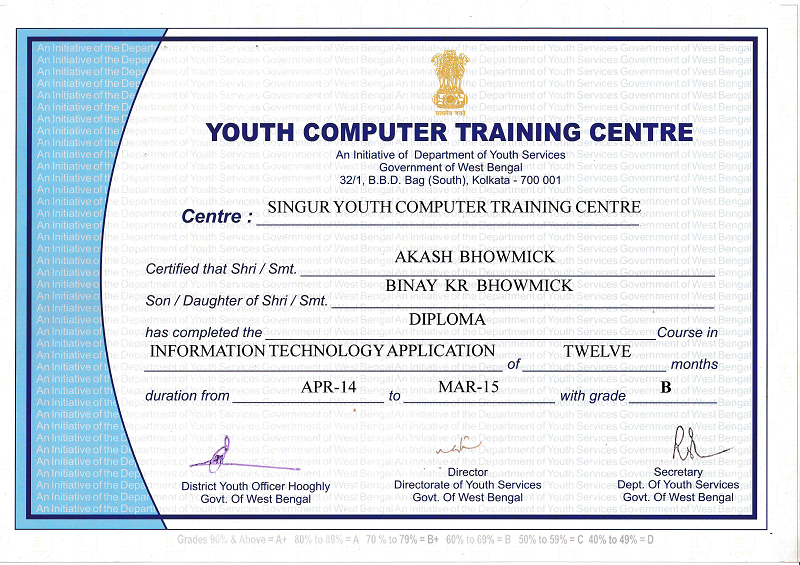 सत्यमेव जयते
YOUTH COMPUTER TRAINING CENTRE
An Initiative of Department of Youth Services
Government of West Bengal
32/1, B.B.D. Bag (South), Kolkata - 700 001
Centre : SINGUR YOUTH COMPUTER TRAINING CENTRE
Certified that Shri / Smt. AKASH BHOWMICK
Son / Daughter of Shri / Smt. BINAY KR BHOWMICK
has completed the DIPLOMA Course in
INFORMATION TECHNOLOGY APPLICATION of TWELVE months
duration from APR-14 to MAR-15 with grade B
District Youth Officer Hooghly
Govt. Of West Bengal
Director
Directorate of Youth Services
Govt. Of West Bengal
Secretary
Dept. Of Youth Services
Govt. Of West Bengal
Grades 90% & Above = A+ 80% to 89% = A 70 % to 79% = B+ 60% to 69% = B 50% to 59% = C 40% to 49% = D